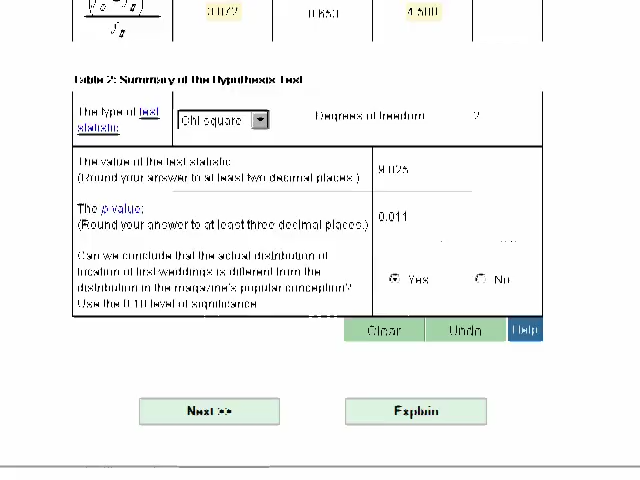 0.072 0.653 4.500
Table 2: Summary of the Hypothesis Test
The type of test statistic: Chi square Degrees of freedom: 2
The value of the test statistic:
(Round your answer to at least two decimal places.) 9.025
The p-value:
(Round your answer to at least three decimal places.) 0.011
Can we conclude that the actual distribution of
location of first weddings is different from the
distribution in the magazine's popular conception?
Use the 0.10 level of significance.
Yes No
Clear Undo Help
Next >> Explain